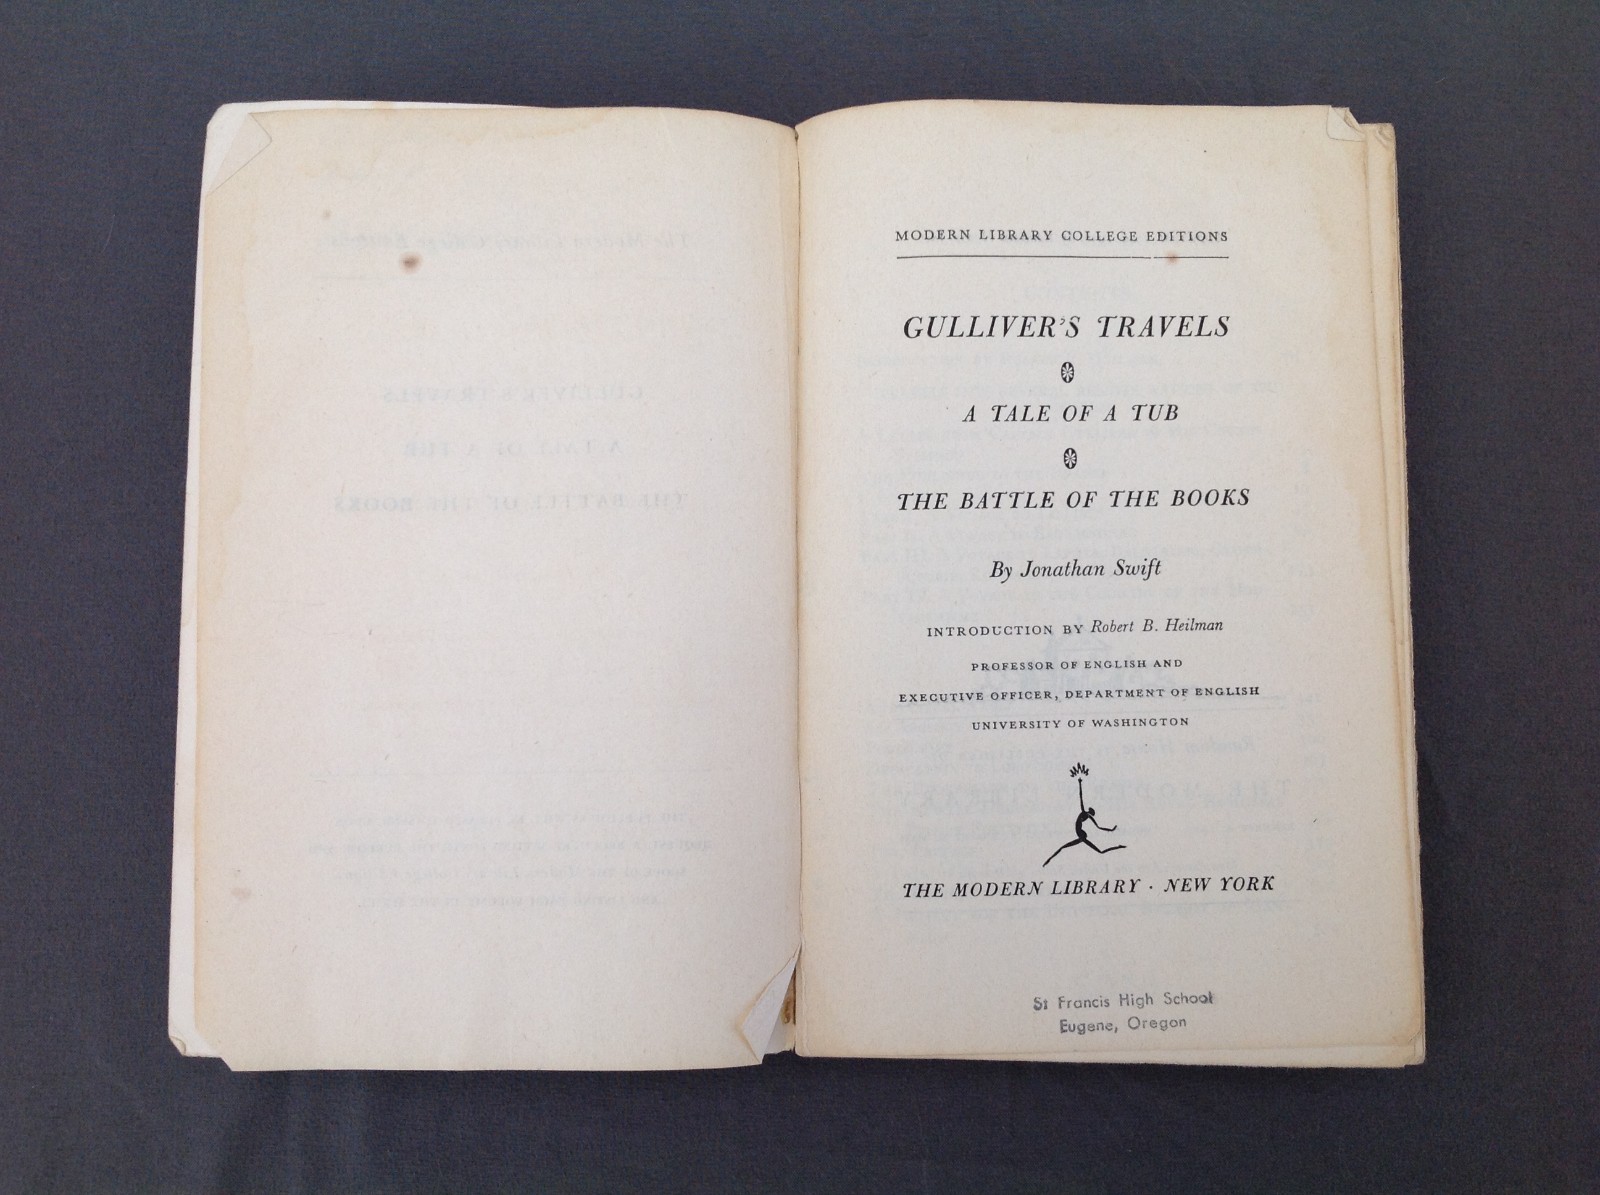 MODERN LIBRARY COLLEGE EDITIONS
GULLIVER'S TRAVELS
A TALE OF A TUB
THE BATTLE OF THE BOOKS
By Jonathan Swift
INTRODUCTION BY Robert B. Heilman
PROFESSOR OF ENGLISH AND
EXECUTIVE OFFICER, DEPARTMENT OF ENGLISH
UNIVERSITY OF WASHINGTON
THE MODERN LIBRARY · NEW YORK
St Francis High School
Eugene, Oregon